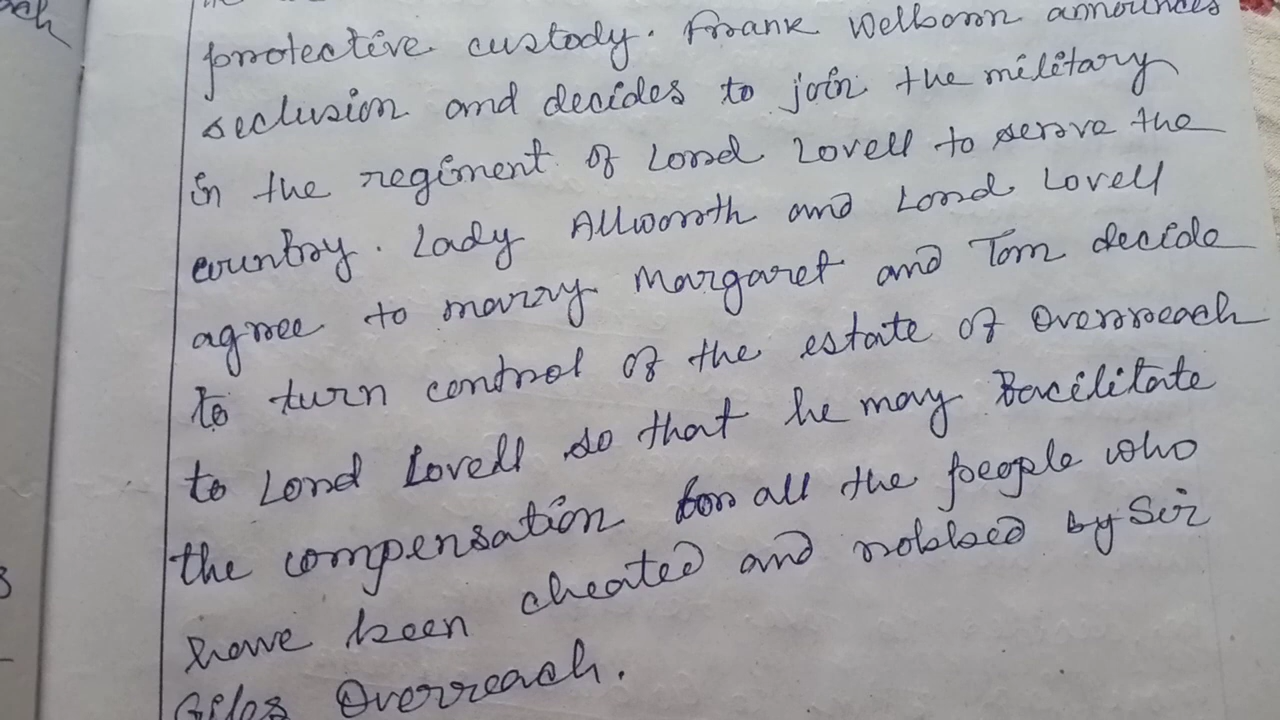 protective custody. Frank Welborn announces
seclusion and decides to join the military
in the regiment of Lord Lovell to serve the
country. Lady Allworth and Lord Lovell
agree to marry Margaret and Tom decide
to turn control of the estate of Overreach
to Lord Lovell so that he may facilitate
the compensation for all the people who
have been cheated and robbed by Sir
Giles Overreach.